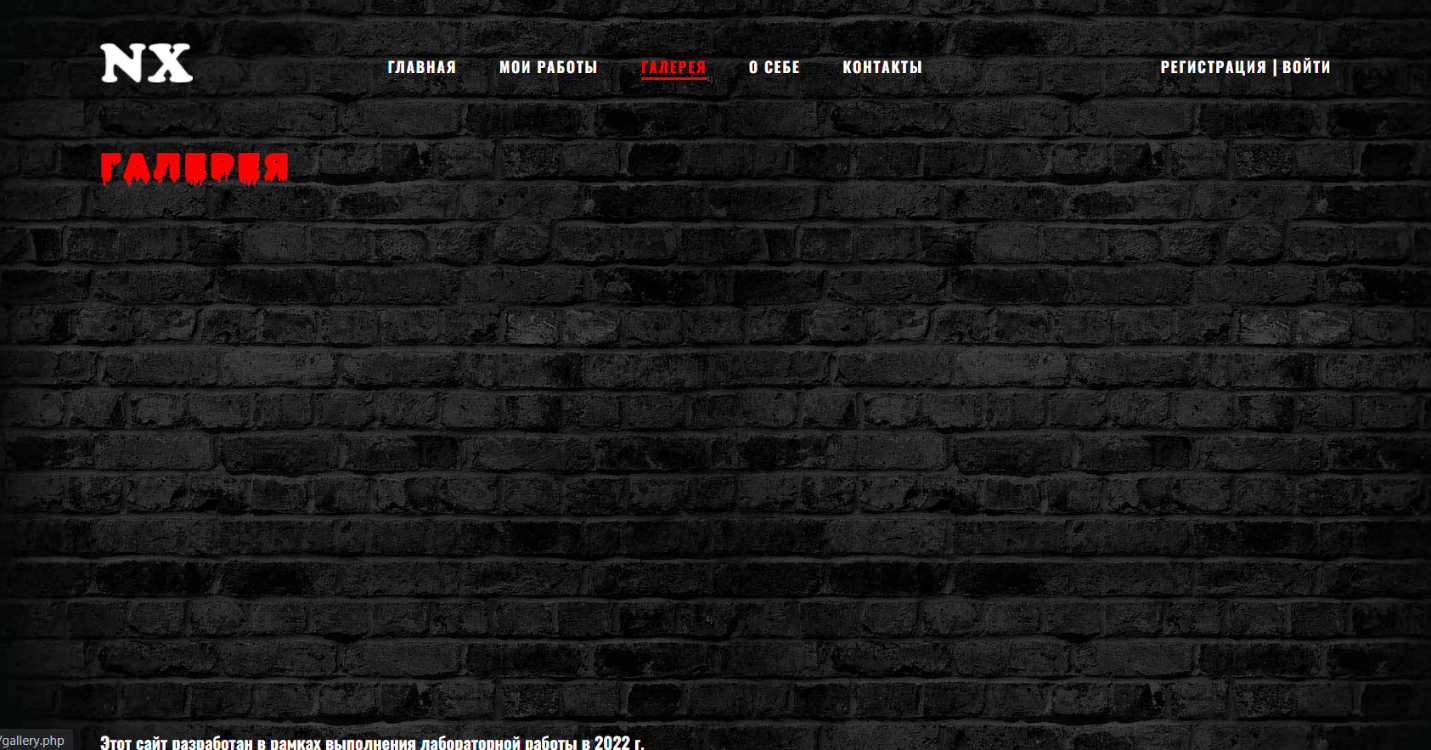 NX
ГЛАВНАЯ МОИ РАБОТЫ ГАЛЕРЕЯ О СЕБЕ КОНТАКТЫ РЕГИСТРАЦИЯ | ВОЙТИ
ГАЛЕРЕЯ
Этот сайт разработан в рамках выполнения лабораторной работы в 2022 г.
/gallery.php